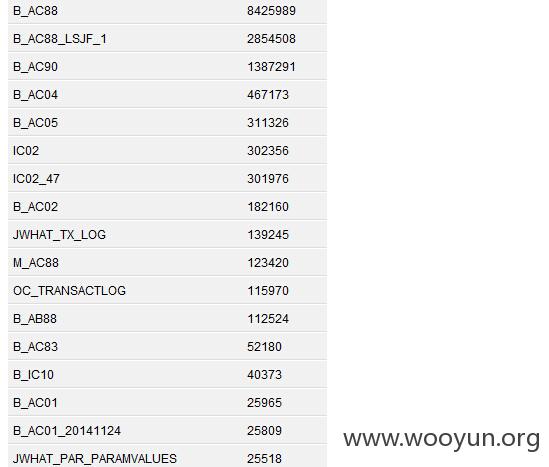 B_AC88 8425989
B_AC88_LSJF_1 2854508
B_AC90 1387291
B_AC04 467173
B_AC05 311326
IC02 302356
IC02_47 301976
B_AC02 182160
JWHAT_TX_LOG 139245
M_AC88 123420
OC_TRANSACTLOG 115970
B_AB88 112524
B_AC83 52180
B_IC10 40373
B_AC01 25965
B_AC01_20141124 25809
JWHAT_PAR_PARAMVALUES 25518
www.wooyun.org